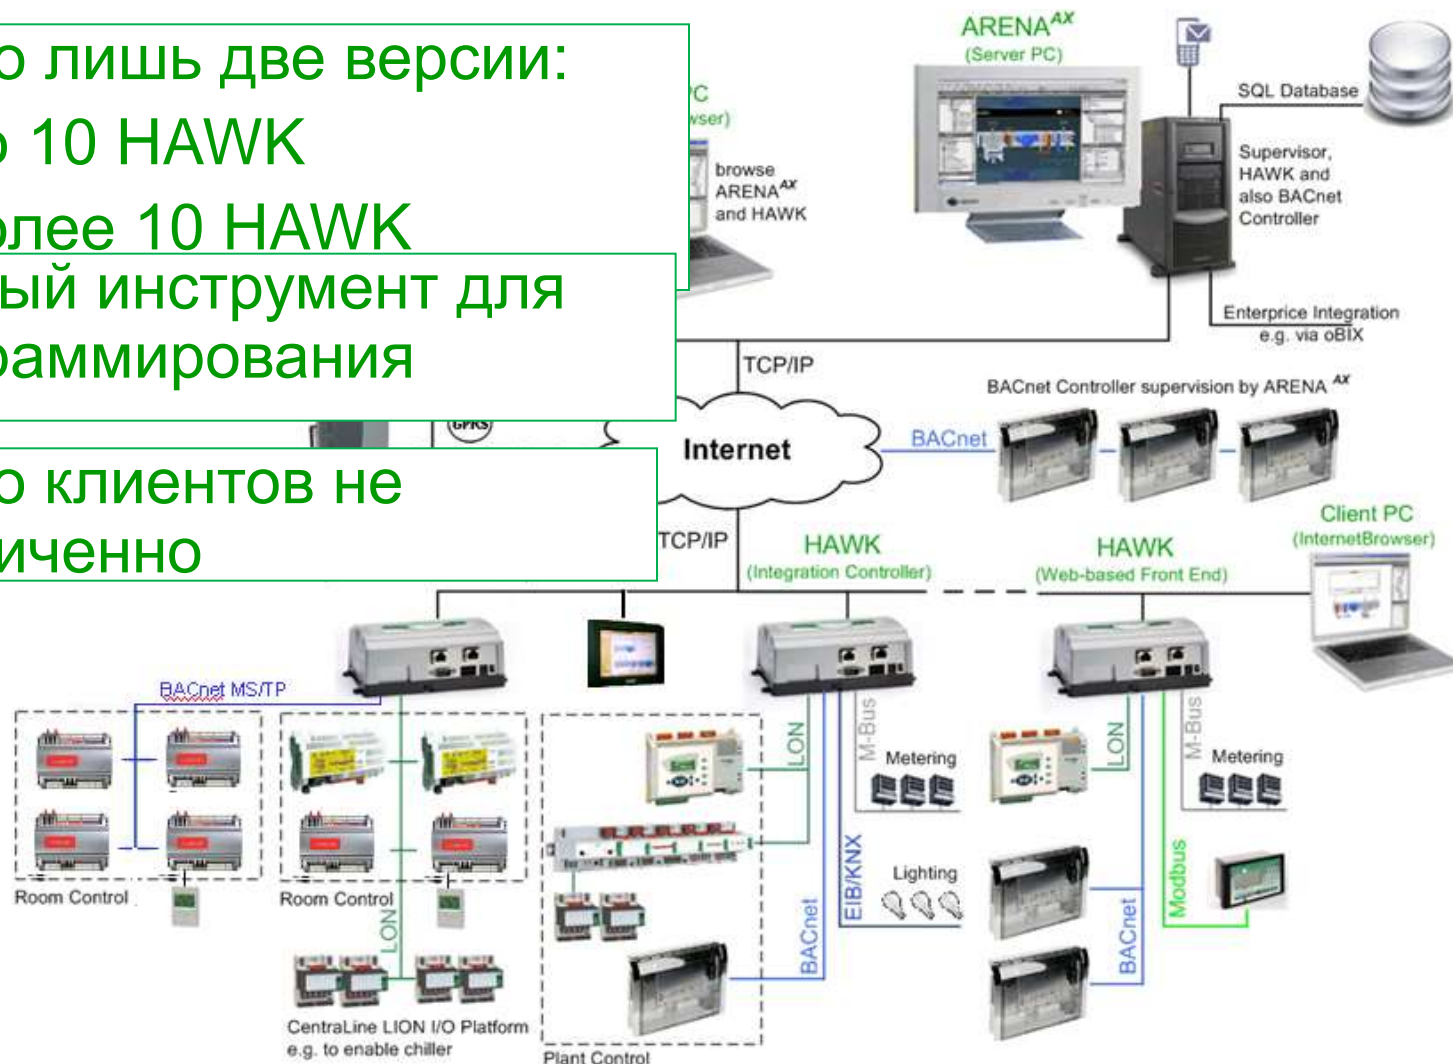 о лишь две версии:
о 10 HAWK
олее 10 HAWK
ый инструмент для
раммирования
о клиентов не
иченно
PC
browse
ARENA AX
and HAWK
ARENA AX
(Server PC)
SQL Database
Supervisor,
HAWK and
also BACnet
Controller
Enterprice Integration
e.g. via oBIX
TCP/IP
BACnet Controller supervision by ARENA AX
GPRS
Internet
BACnet
TCP/IP
HAWK
(Integration Controller)
HAWK
(Web-based Front End)
Client PC
(InternetBrowser)
BACnet MS/TP
Room Control
Room Control
LON
CentraLine LION I/O Platform
e.g. to enable chiller
Plant Control
LON
M-Bus
Metering
EIB/KNX
Lighting
BACnet
LON
M-Bus
Metering
Modbus
BACnet